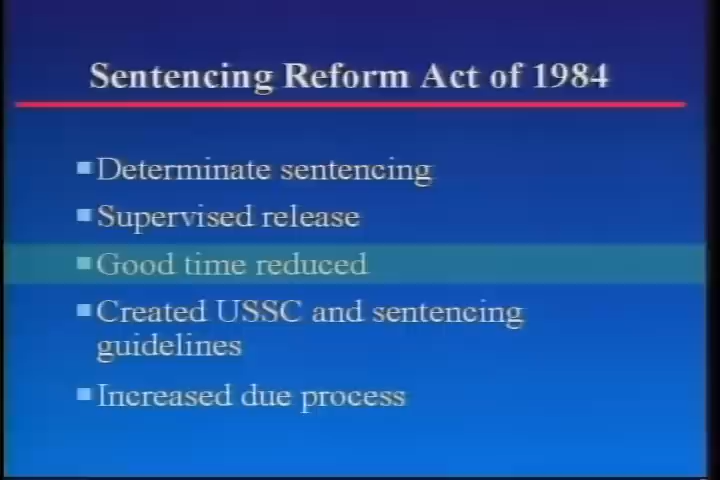 Sentencing Reform Act of 1984
Determinate sentencing
Supervised release
Good time reduced
Created USSC and sentencing
guidelines
Increased due process